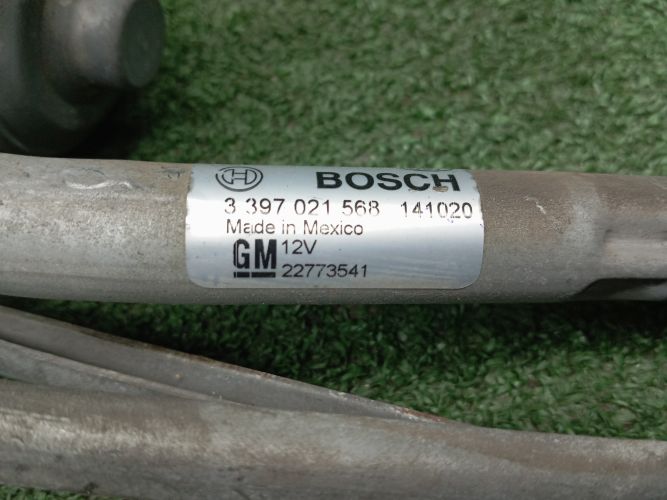 BOSCH
3 397 021 568 141020
Made in Mexico
GM 12V
22773541